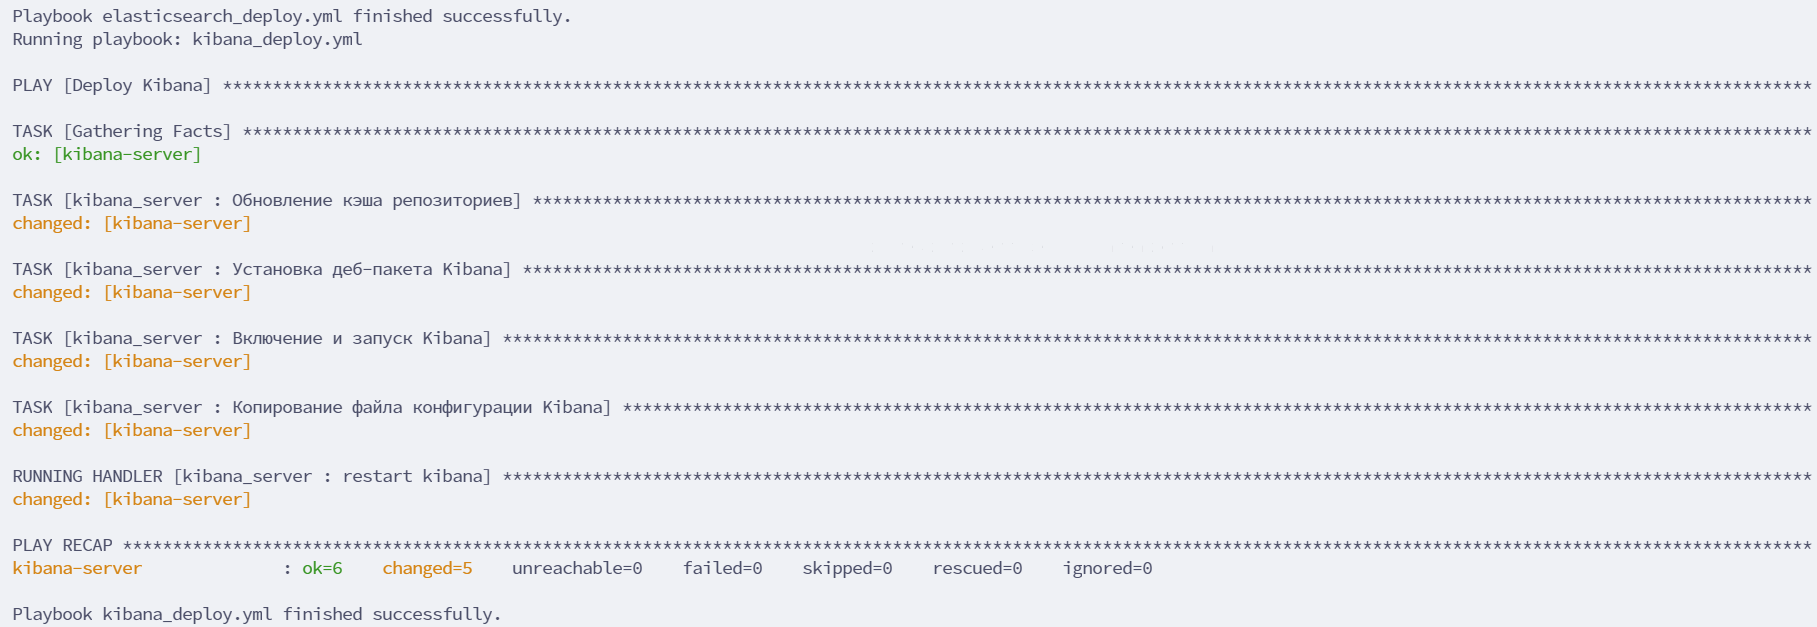 Playbook elasticsearch_deploy.yml finished successfully.
Running playbook: kibana_deploy.yml
PLAY [Deploy Kibana] ***************************************************************************************************************************************************************
TASK [Gathering Facts] *************************************************************************************************************************************************************
ok: [kibana-server]
TASK [kibana_server : Обновление кэша репозиториев] ********************************************************************************************************************************
changed: [kibana-server]
TASK [kibana_server : Установка деб-пакета Kibana] *********************************************************************************************************************************
changed: [kibana-server]
TASK [kibana_server : Включение и запуск Kibana] ***********************************************************************************************************************************
changed: [kibana-server]
TASK [kibana_server : Копирование файла конфигурации Kibana] ***********************************************************************************************************************
changed: [kibana-server]
RUNNING HANDLER [kibana_server : restart kibana] ***********************************************************************************************************************************
changed: [kibana-server]
PLAY RECAP *************************************************************************************************************************************************************************
kibana-server              : ok=6    changed=5    unreachable=0    failed=0    skipped=0    rescued=0    ignored=0
Playbook kibana_deploy.yml finished successfully.